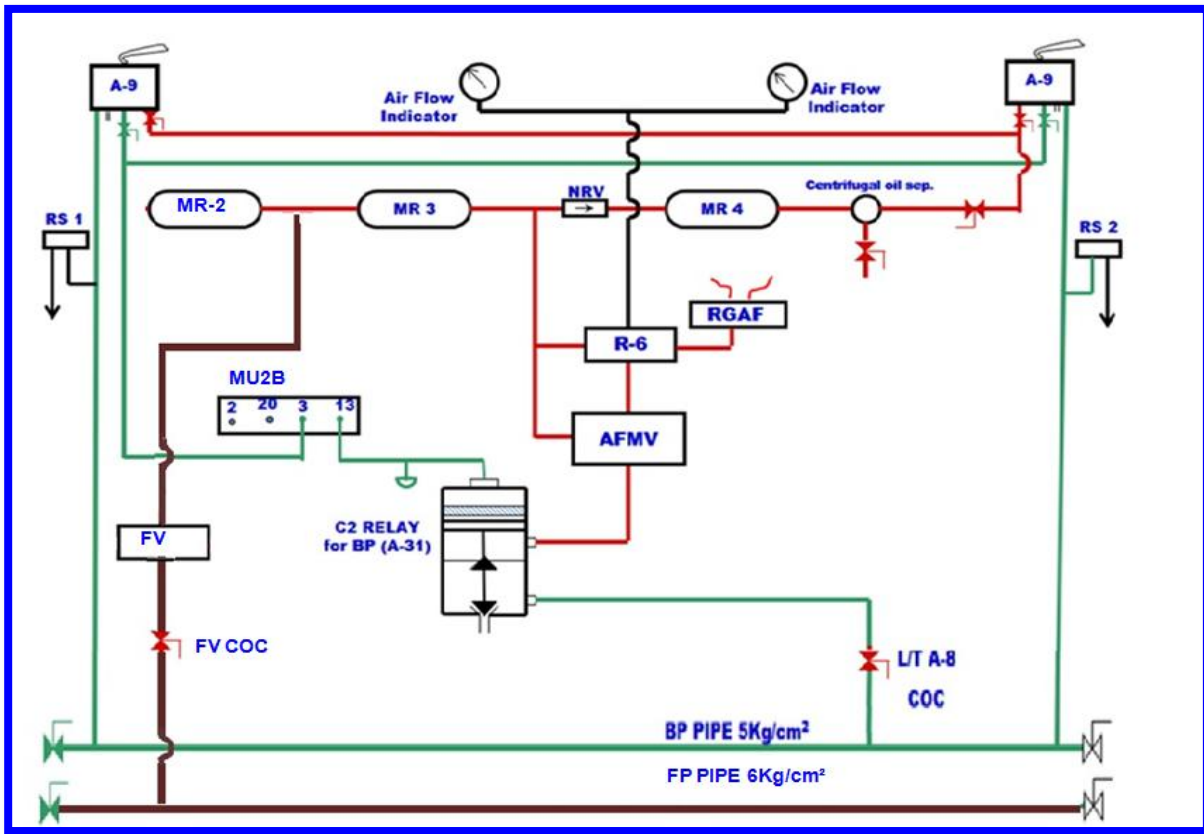 A-9
A-9
Air Flow
Indicator
Air Flow
Indicator
MR-2
MR 3
NRV
MR 4
Centrifugal oil sep.
RS 1
RS 2
RGAF
R-6
MU2B
2 20 3 13
AFMV
C2 RELAY
for BP (A-31)
FV
FV COC
L/T A-8
COC
BP PIPE 5Kg/cm²
FP PIPE 6Kg/cm²